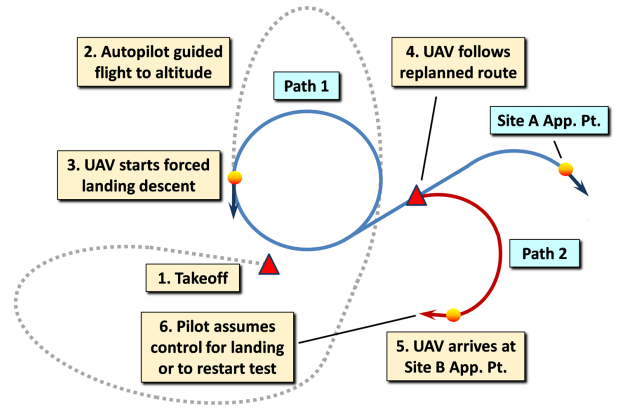 2. Autopilot guided
flight to altitude
Path 1
4. UAV follows
replanned route
Site A App. Pt.
3. UAV starts forced
landing descent
Path 2
1. Takeoff
6. Pilot assumes
control for landing
or to restart test
5. UAV arrives at
Site B App. Pt.